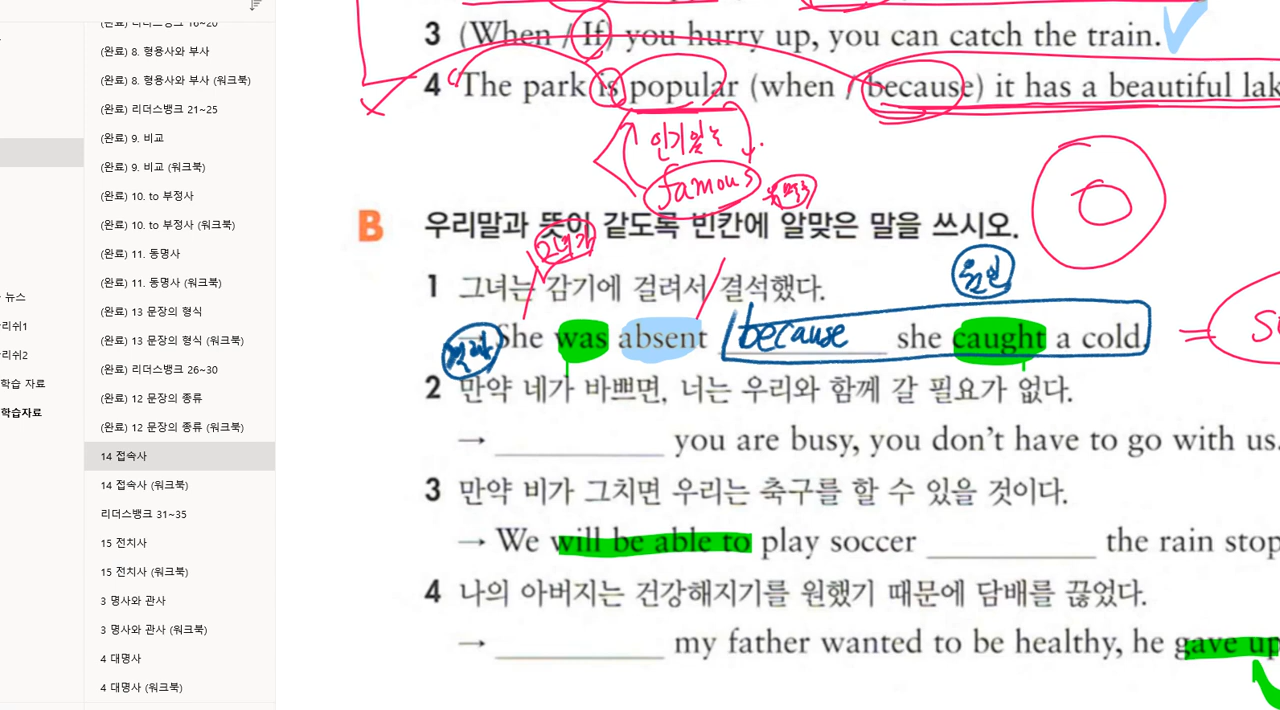 (완료) 8. 형용사와 부사
(완료) 8. 형용사와 부사 (워크북)
(완료) 리더스뱅크 21~25
(완료) 9. 비교
(완료) 9. 비교 (워크북)
(완료) 10. to 부정사
(완료) 10. to 부정사 (워크북)
(완료) 11. 동명사
(완료) 11. 동명사 (워크북)
(완료) 13 문장의 형식
(완료) 13 문장의 형식 (워크북)
(완료) 리더스뱅크 26~30
(완료) 12 문장의 종류
(완료) 12 문장의 종류 (워크북)
14 접속사
14 접속사 (워크북)
리더스뱅크 31~35
15 전치사
15 전치사 (워크북)
3 명사와 관사
3 명사와 관사 (워크북)
4 대명사
4 대명사 (워크북)
뉴스
리쉬1
리쉬2
학습 자료
학습자료
3 (When / If) you hurry up, you can catch the train.
4 The park is popular (when / because) it has a beautiful lak
인기있는
famous
B 우리말과 뜻이 같도록 빈칸에 알맞은 말을 쓰시오.
그녀가
1 그녀는 감기에 걸려서 결석했다.
원인
She was absent because she caught a cold.
결과
2 만약 네가 바쁘면, 너는 우리와 함께 갈 필요가 없다.
→ you are busy, you don't have to go with us.
3 만약 비가 그치면 우리는 축구를 할 수 있을 것이다.
→ We will be able to play soccer the rain stop
4 나의 아버지는 건강해지기를 원했기 때문에 담배를 끊었다.
→ my father wanted to be healthy, he gave up